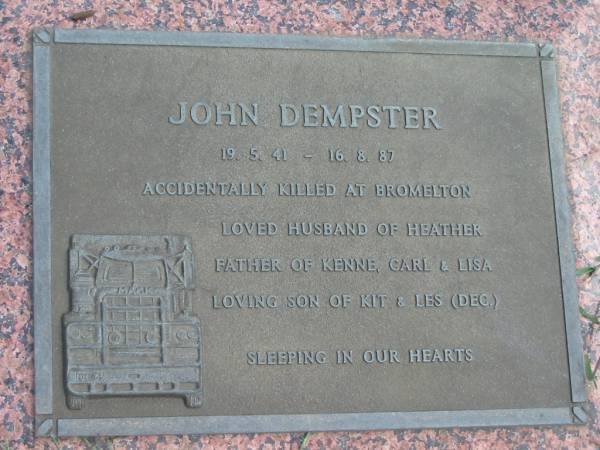 JOHN DEMPSTER
19. 5. 41 - 16. 8. 87
ACCIDENTALLY KILLED AT BROMELTON
LOVED HUSBAND OF HEATHER
FATHER OF KENNE, CARL & LISA
LOVING SON OF KIT & LES (DEC.)
SLEEPING IN OUR HEARTS
MACK